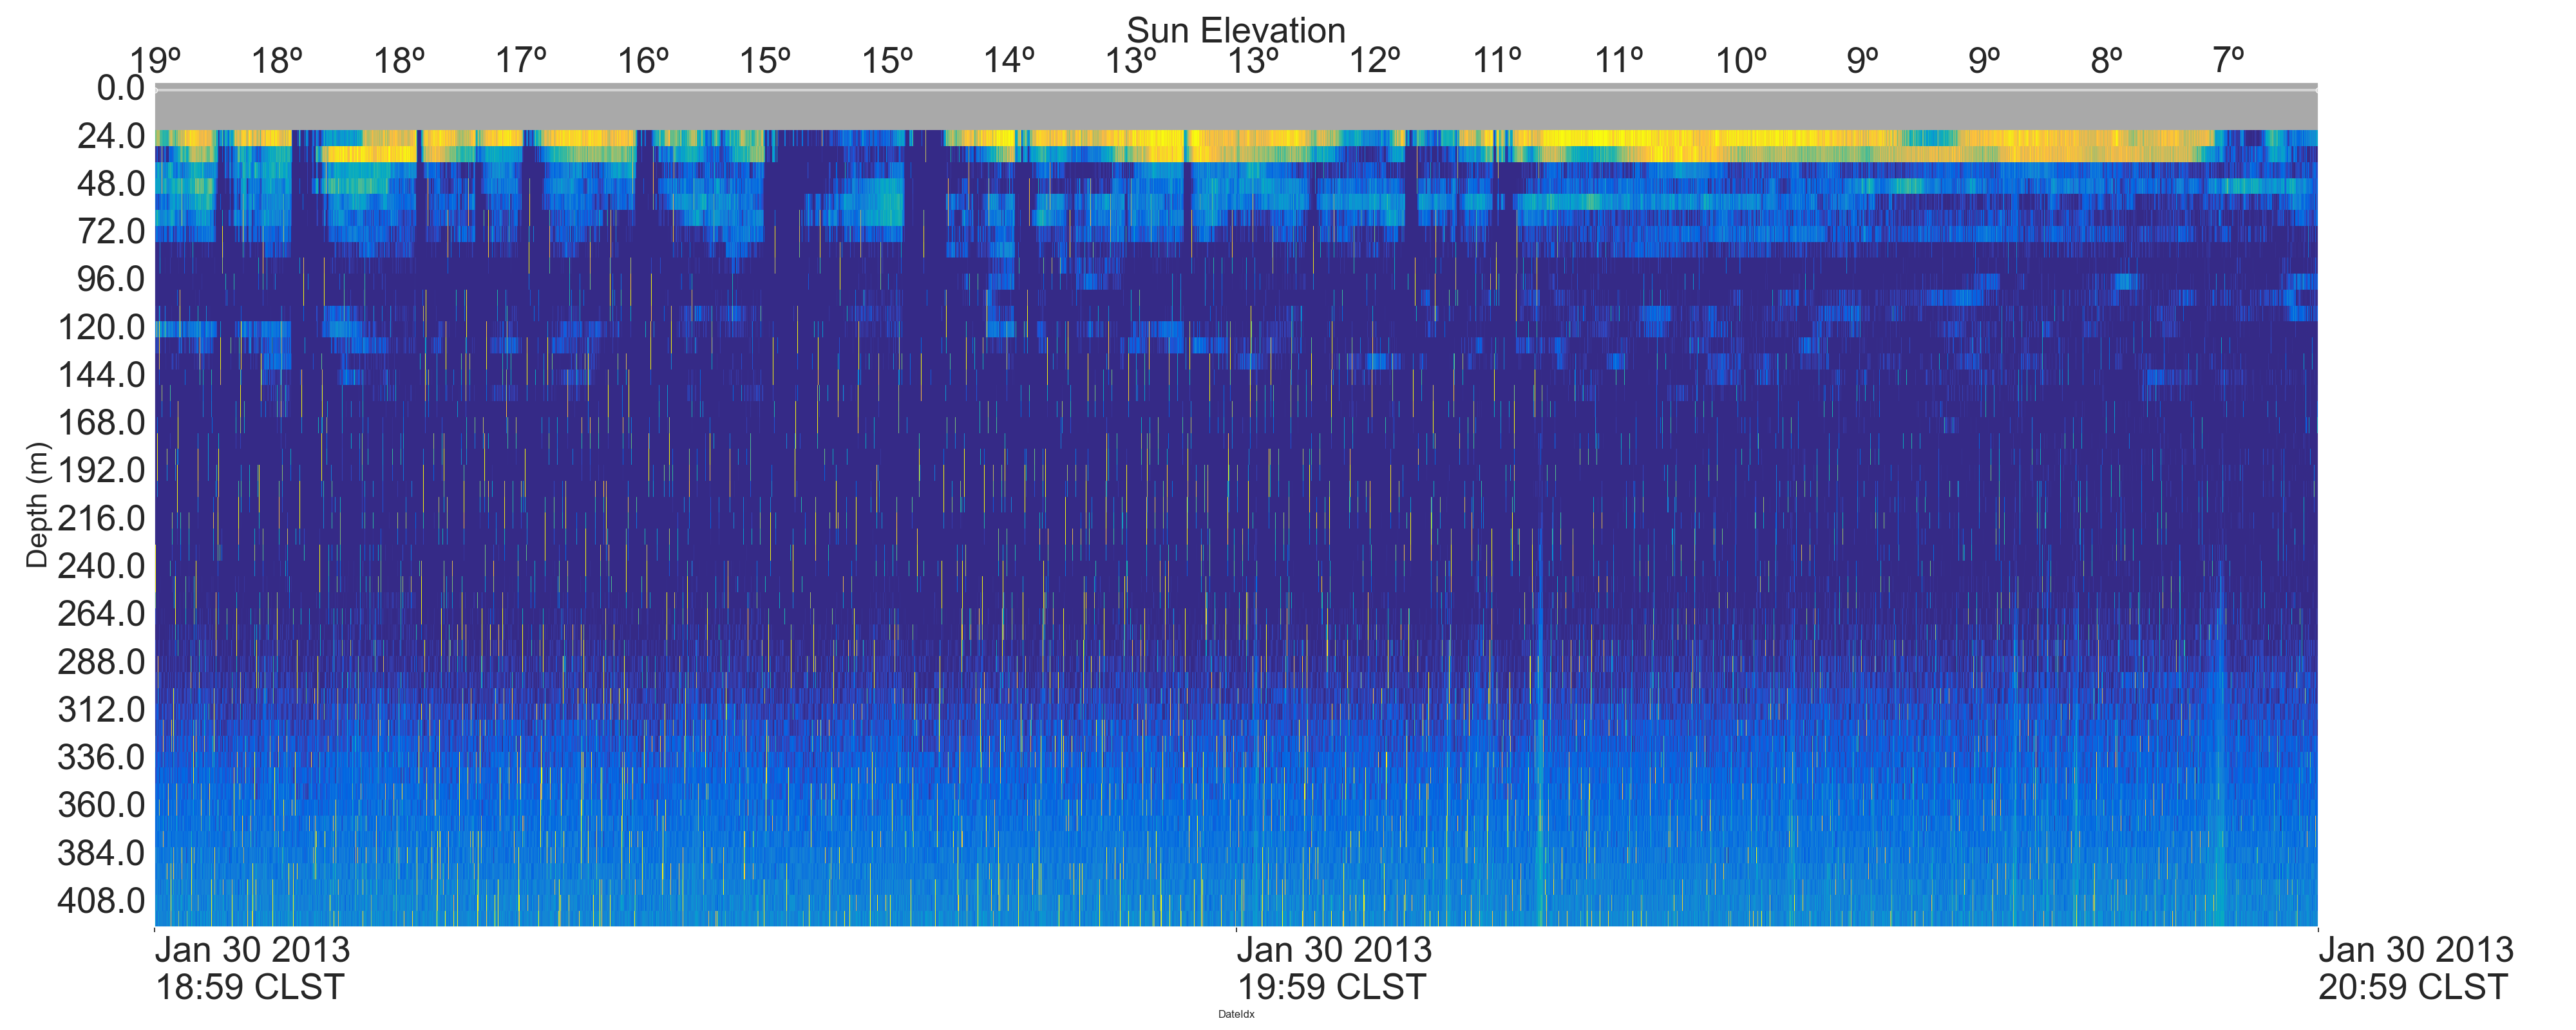 Sun Elevation
19º 18º 18º 17º 16º 15º 15º 14º 13º 13º 12º 11º 11º 10º 9º 9º 8º 7º
0.0
24.0
48.0
72.0
96.0
120.0
144.0
168.0
192.0
216.0
240.0
264.0
288.0
312.0
336.0
360.0
384.0
408.0
Depth (m)
Jan 30 2013
18:59 CLST
Jan 30 2013
19:59 CLST
Jan 30 2013
20:59 CLST
DateIdx